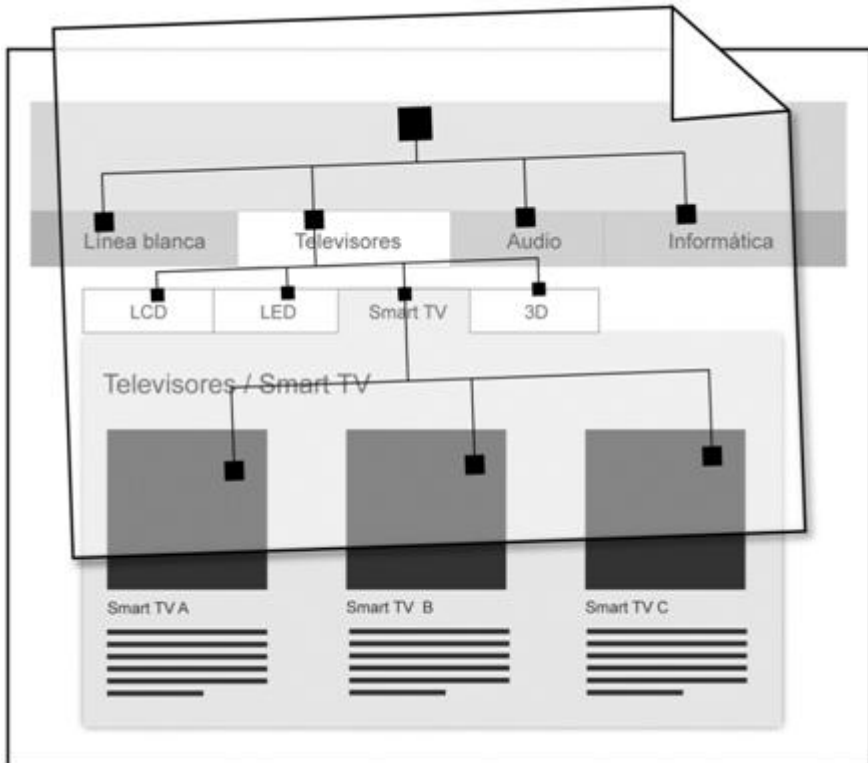 Línea blanca Televisores Audio Informática
LCD LED Smart TV 3D
Televisores / Smart TV
Smart TV A Smart TV B Smart TV C